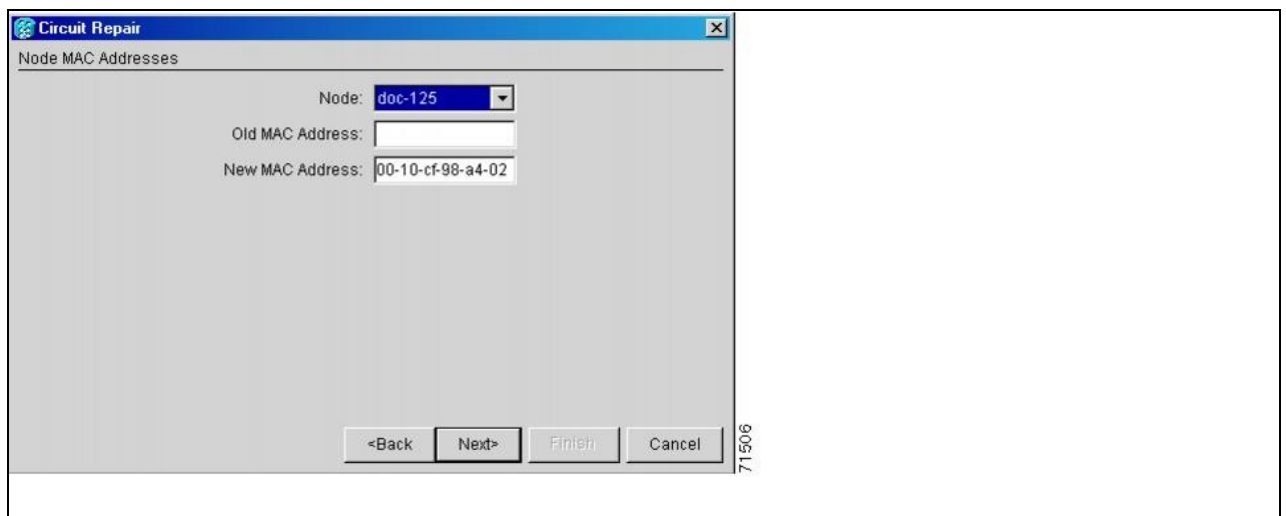 Circuit Repair
Node MAC Addresses
Node: doc-125
Old MAC Address:
New MAC Address: 00-10-cf-98-a4-02
<Back Next> Finish Cancel
71506